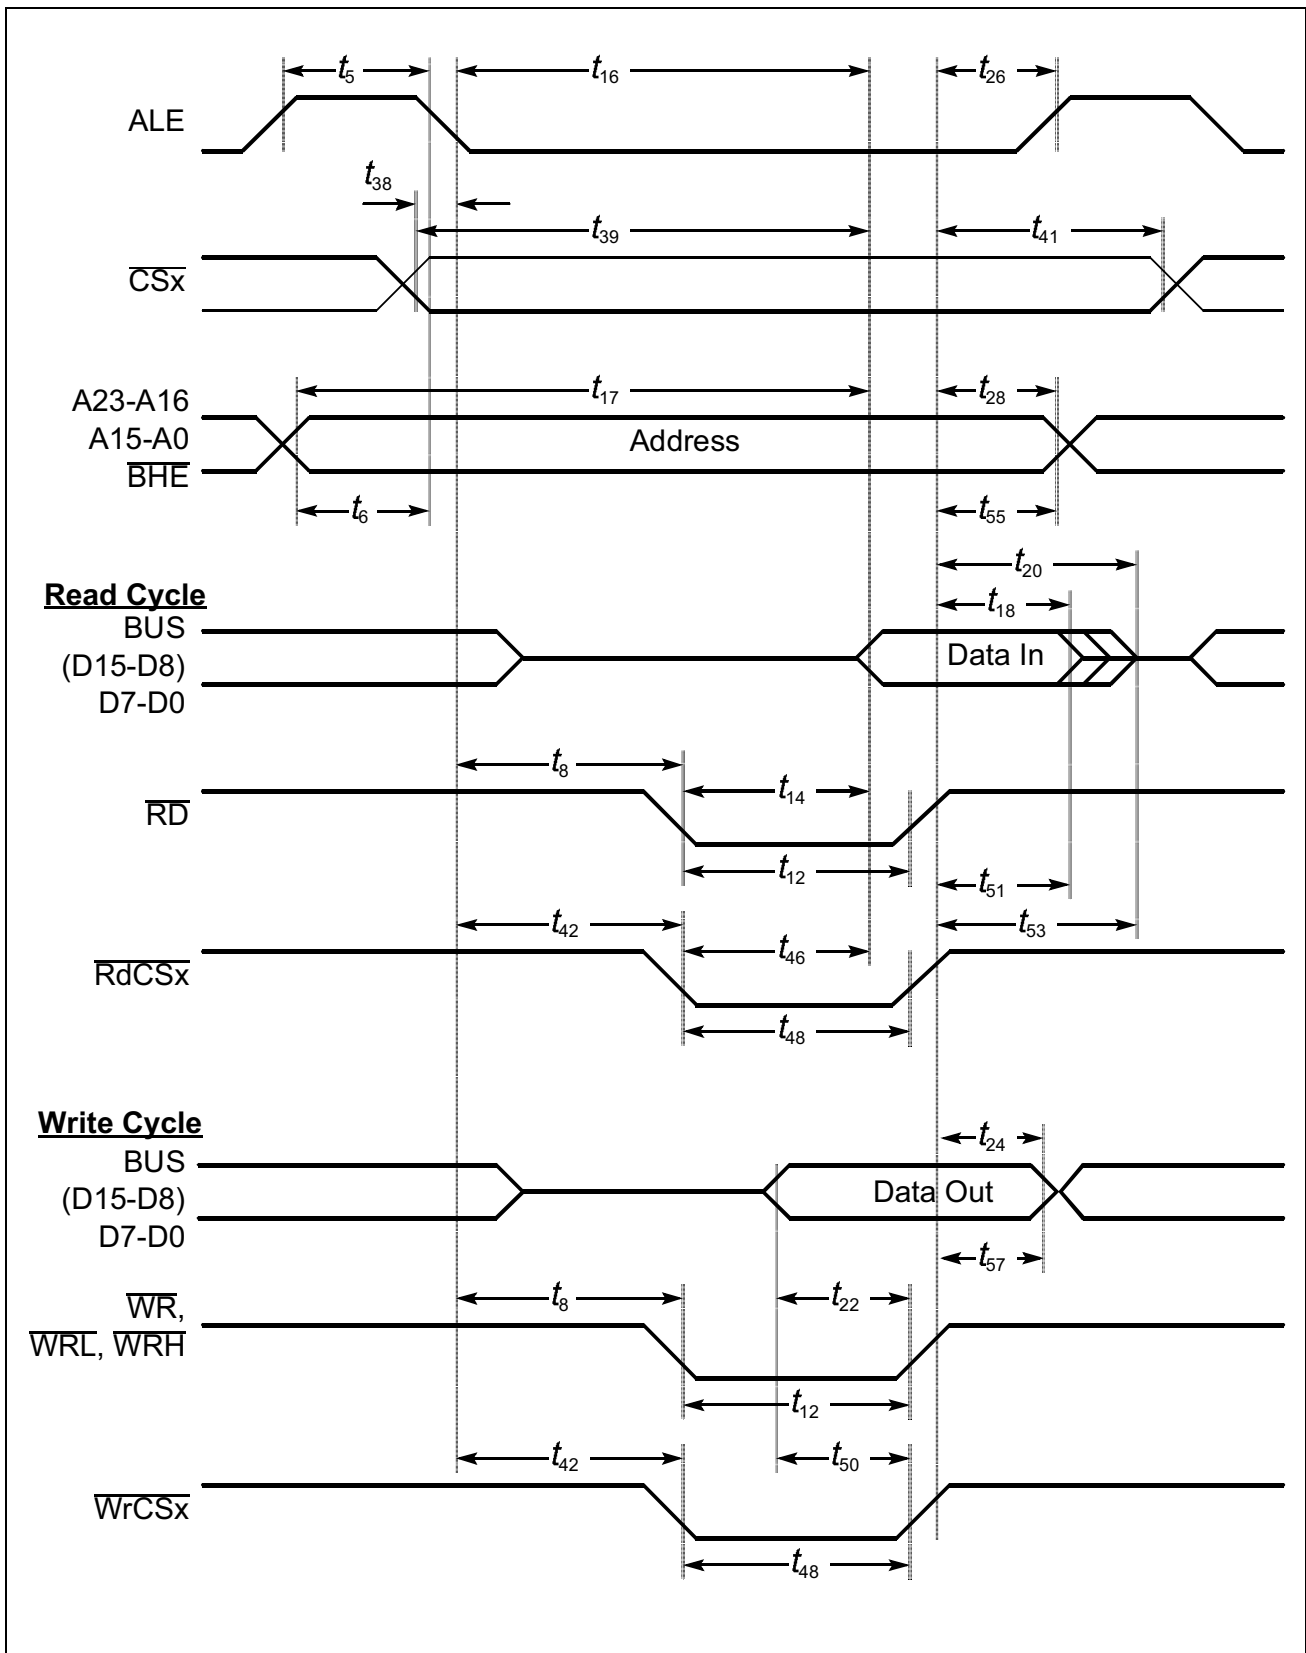 t5 t16 t26
ALE
t38
t39 t41
CSx
t17 t28
A23-A16
A15-A0
Address
BHE
t6 t55
t20
Read Cycle
t18
BUS
(D15-D8)
Data In
D7-D0
t8
t14
RD
t12 t51
t42 t53
t46
RdCSx
t48
Write Cycle
t24
BUS
(D15-D8)
Data Out
D7-D0
t57
t8 t22
WR,
WRL, WRH
t12
t42 t50
WrCSx
t48